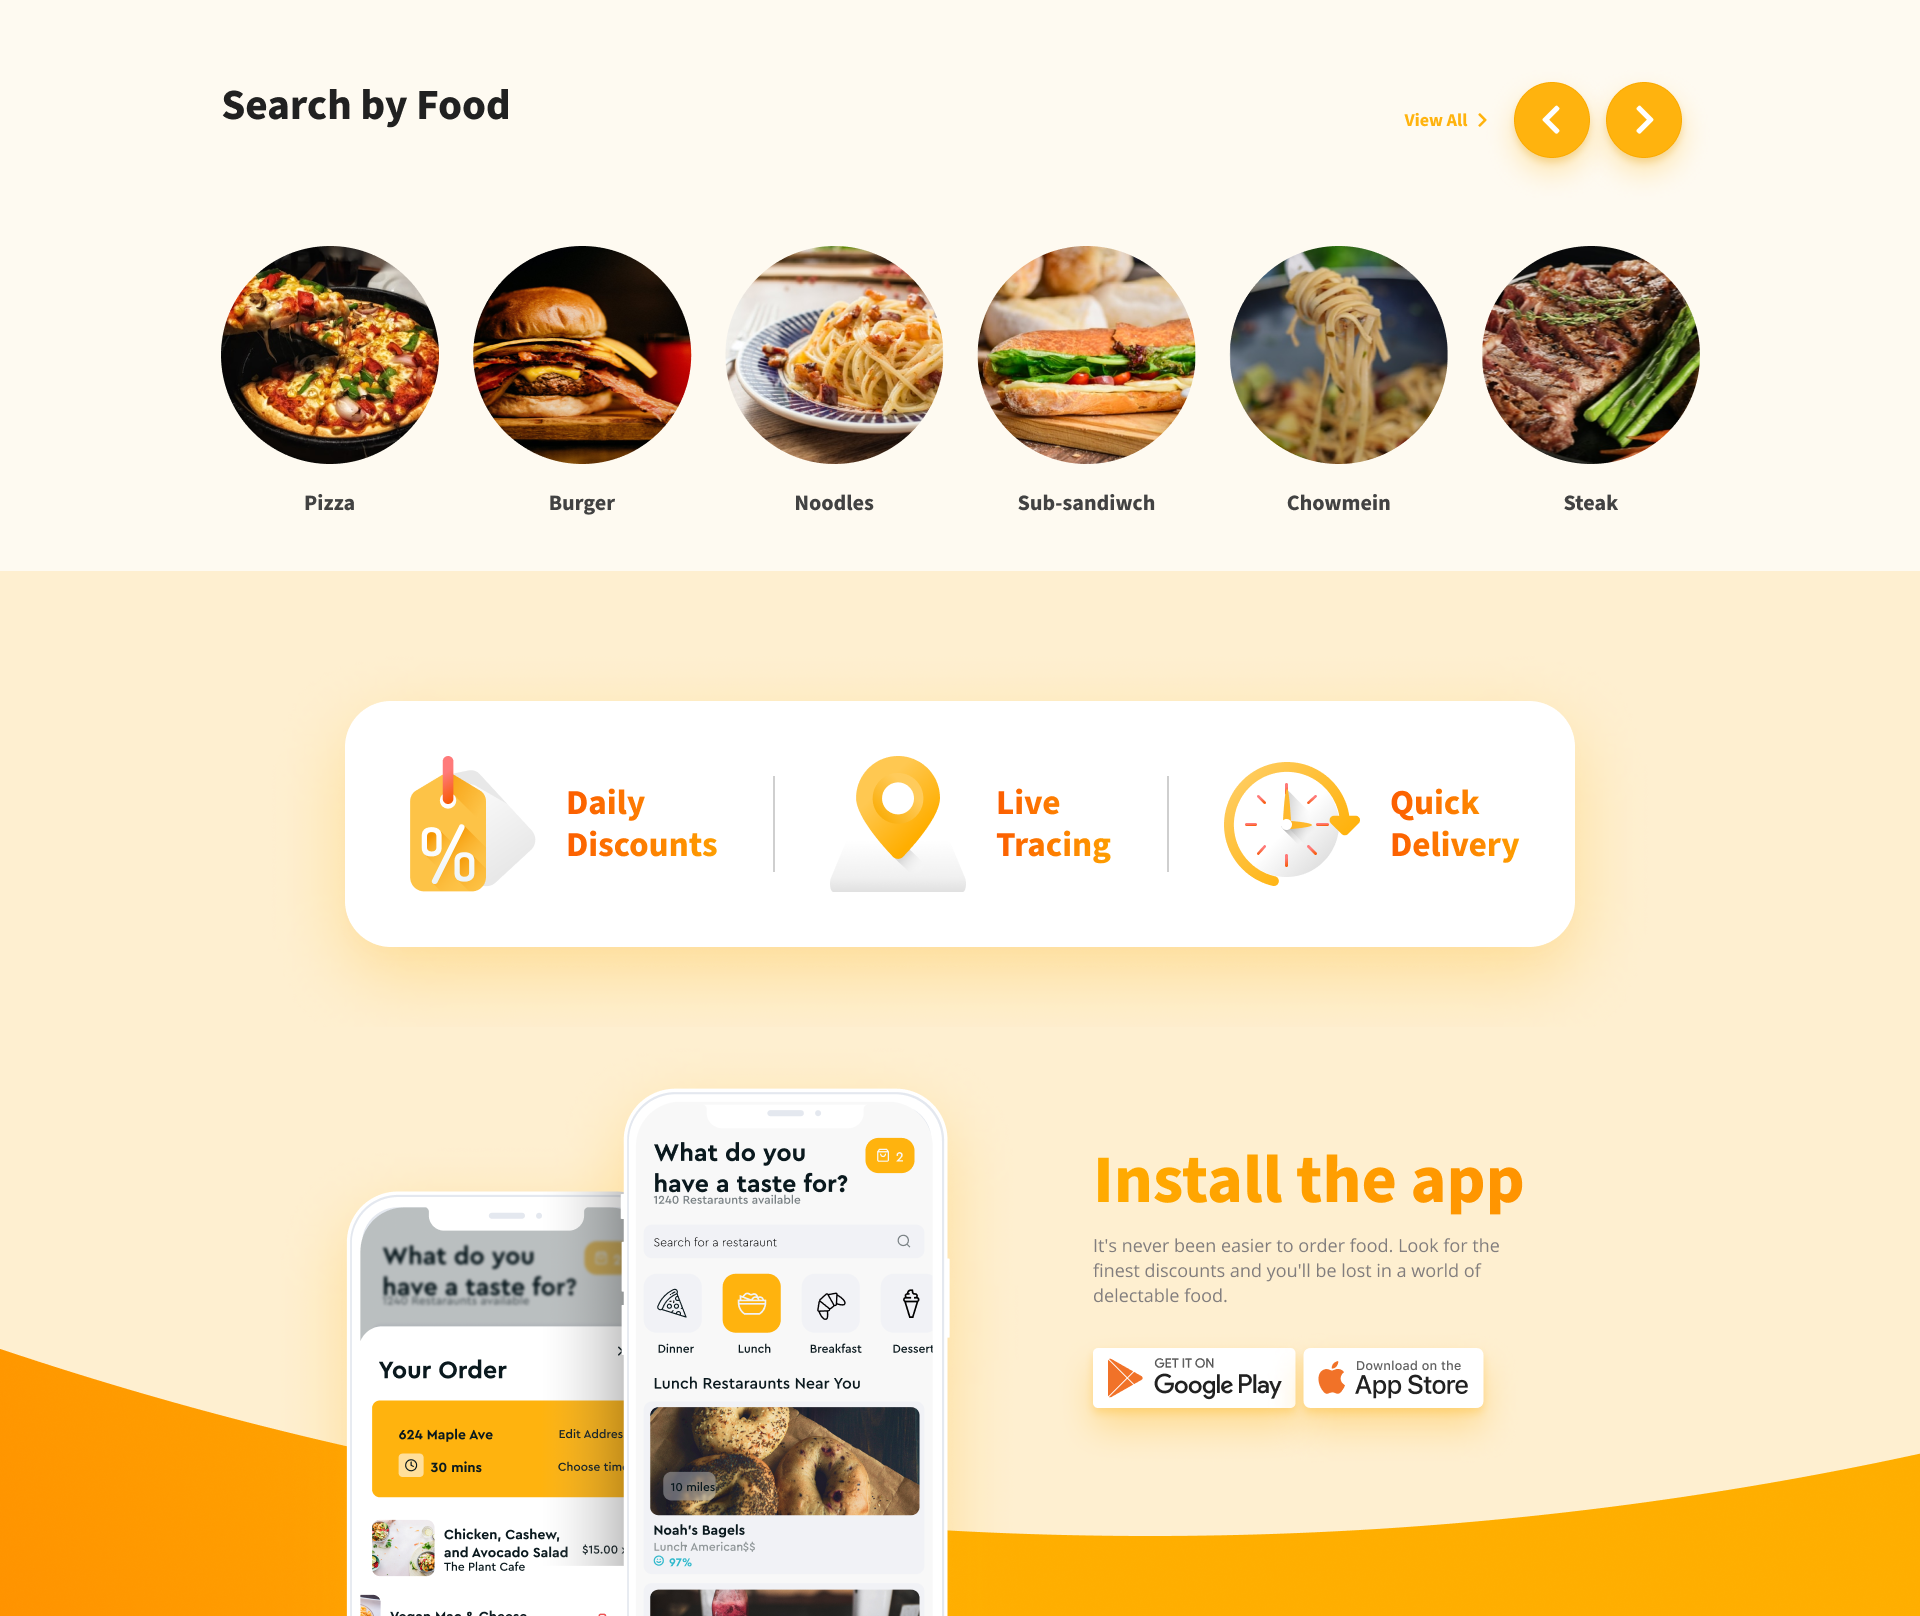 Search by Food
View All
Pizza
Burger
Noodles
Sub-sandiwch
Chowmein
Steak
%
Daily
Discounts
Live
Tracing
Quick
Delivery
What do you
have a taste for?
1240 Restaraunts available
2
Search for a restaraunt
Dinner
Lunch
Breakfast
Dessert
Lunch Restaraunts Near You
10 miles
Noah's Bagels
Lunch American$$
97%
What do you
have a taste for?
1240 Restaraunts available
Your Order
624 Maple Ave
Edit Addres
30 mins
Choose time
Chicken, Cashew,
and Avocado Salad
$15.00
The Plant Cafe
Vegan Mac & Cheese
Install the app
It's never been easier to order food. Look for the
finest discounts and you'll be lost in a world of
delectable food.
GET IT ON
Google Play
Download on the
App Store